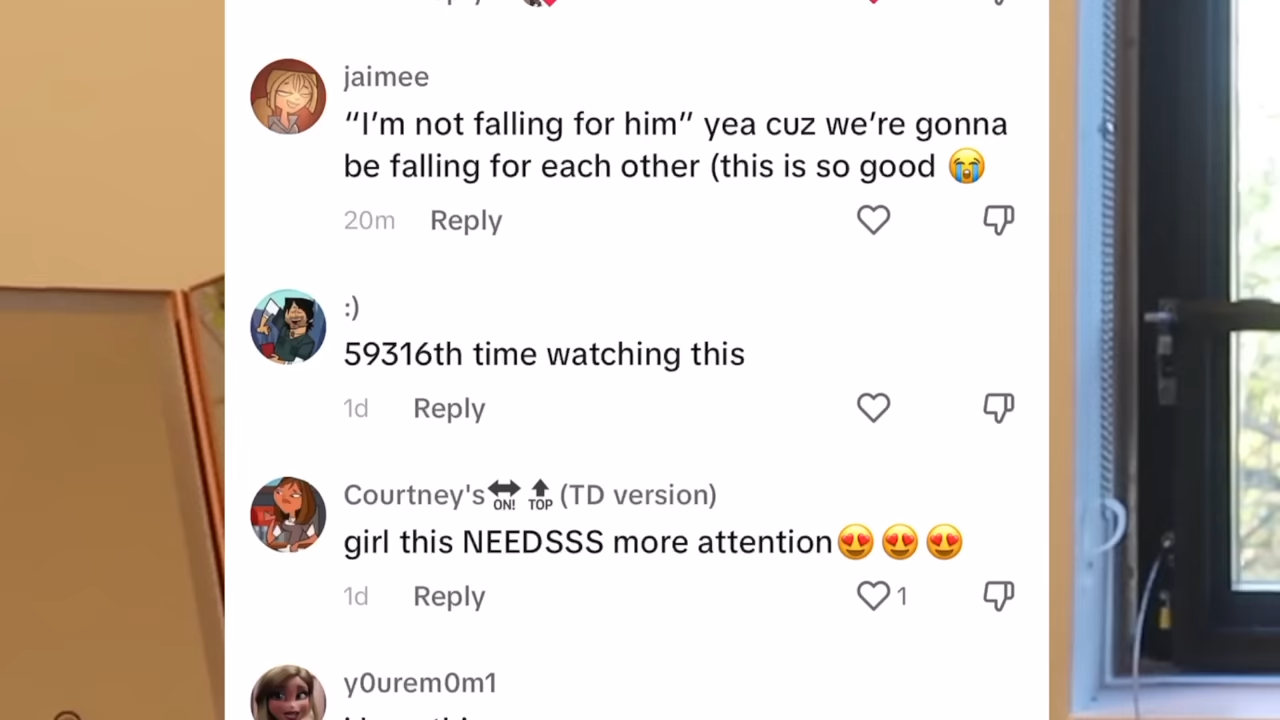 jaimee
“I’m not falling for him” yea cuz we’re gonna
be falling for each other (this is so good 😭
20m Reply
:)
59316th time watching this
1d Reply
Courtney's🔛🔝(TD version)
girl this NEEDSSS more attention😍😍😍
1d Reply 1
y0urem0m1